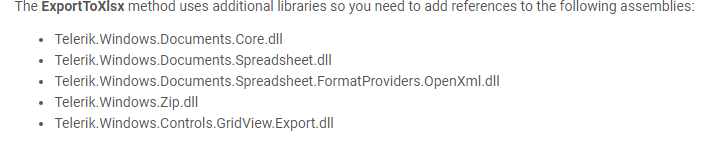 The ExportToXlsx method uses additional libraries so you need to add references to the following assemblies:
• Telerik.Windows.Documents.Core.dll
• Telerik.Windows.Documents.Spreadsheet.dll
• Telerik.Windows.Documents.Spreadsheet.FormatProviders.OpenXml.dll
• Telerik.Windows.Zip.dll
• Telerik.Windows.Controls.GridView.Export.dll